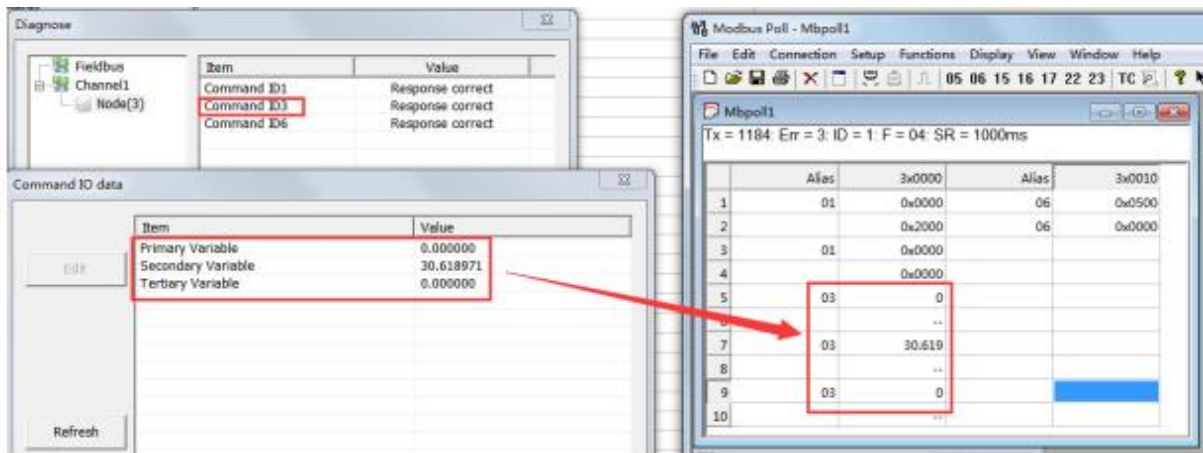 Diagnose
Fieldbus
Channel1
Node(3)
Item Value
Command ID1 Response correct
Command ID3 Response correct
Command ID6 Response correct
Command IO data
Item Value
Primary Variable 0.000000
Secondary Variable 30.618971
Tertiary Variable 0.000000
Edit
Refresh
Modbus Poll - Mbpoll1
File Edit Connection Setup Functions Display View Window Help
05 06 15 16 17 22 23 TC
Mbpoll1
Tx = 1184: Err = 3: ID = 1: F = 04: SR = 1000ms
Alias 3x0000 Alias 3x0010
1 01 0x0000 06 0x0500
2 0x2000 06 0x0000
3 01 0x0000
4 0x0000
5 03 0
6 --
7 03 30.619
8 --
9 03 0
10 --